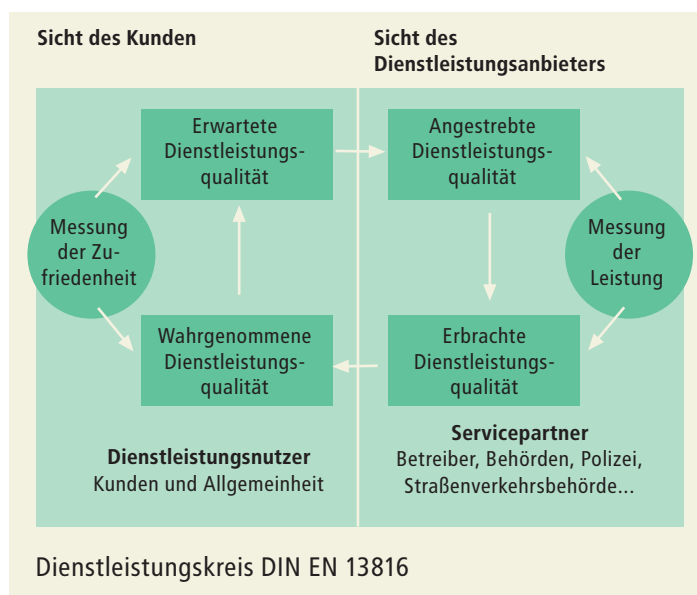 Sicht des Kunden
Sicht des
Dienstleistungsanbieters
Erwartete
Dienstleistungs-
qualität
Angestrebte
Dienstleistungs-
qualität
Messung
der Zu-
friedenheit
Messung
der
Leistung
Wahrgenommene
Dienstleistungs-
qualität
Erbrachte
Dienstleistungs-
qualität
Dienstleistungsnutzer
Kunden und Allgemeinheit
Servicepartner
Betreiber, Behörden, Polizei,
Straßenverkehrsbehörde...
Dienstleistungskreis DIN EN 13816